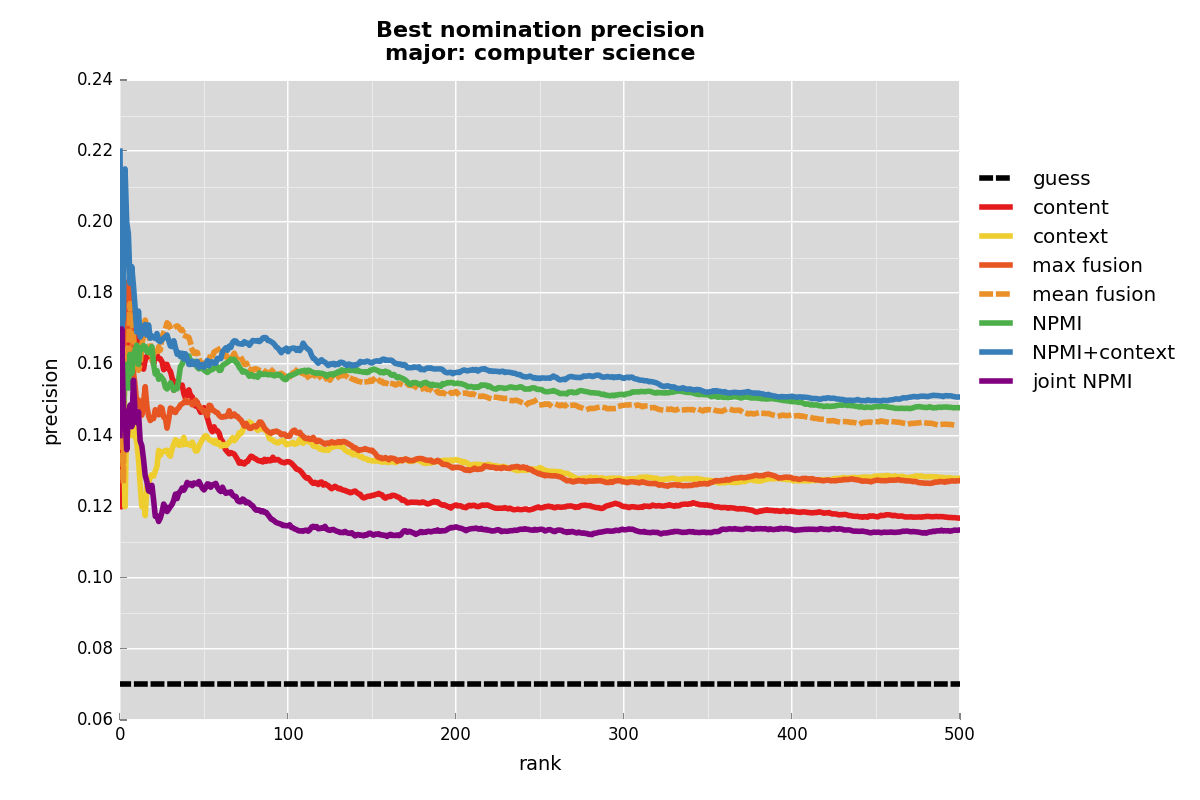 Best nomination precision
major: computer science
precision
0.24
0.22
0.20
0.18
0.16
0.14
0.12
0.10
0.08
0.06
0
100
200
300
400
500
rank
guess
content
context
max fusion
mean fusion
NPMI
NPMI+context
joint NPMI